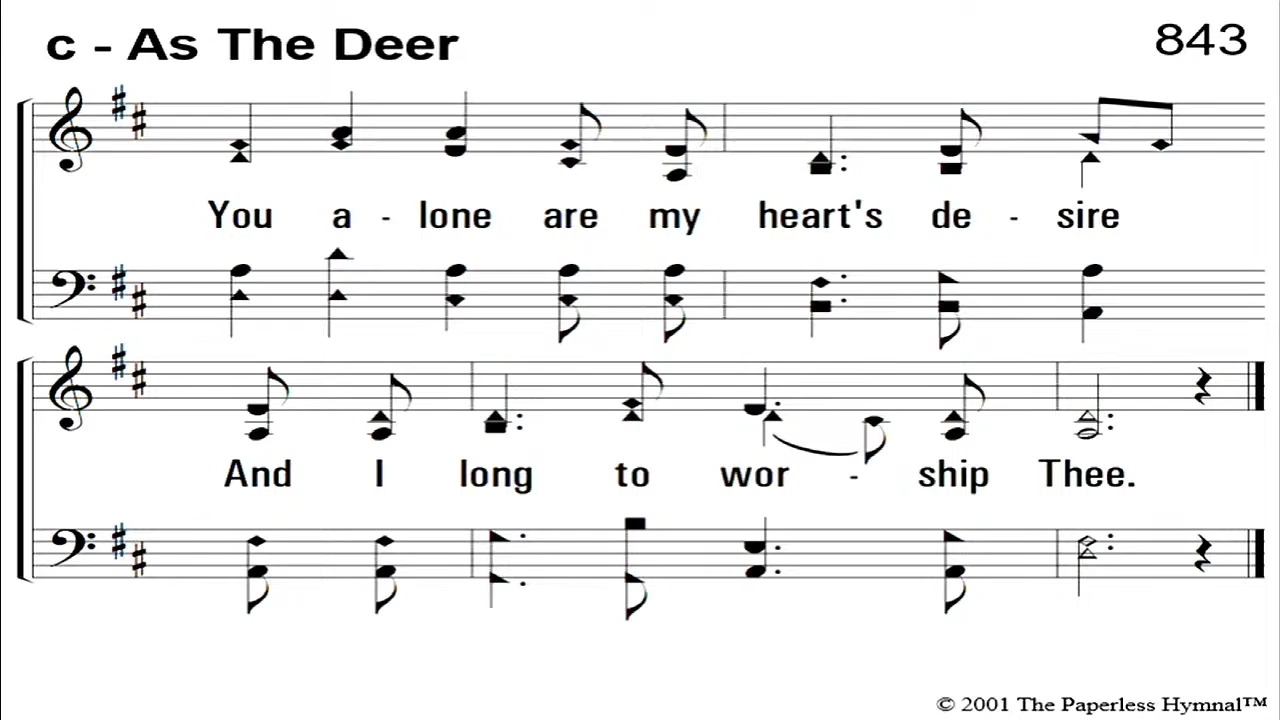 c - As The Deer 843
You a - lone are my heart's de - sire
And I long to wor - ship Thee.
© 2001 The Paperless Hymnal™